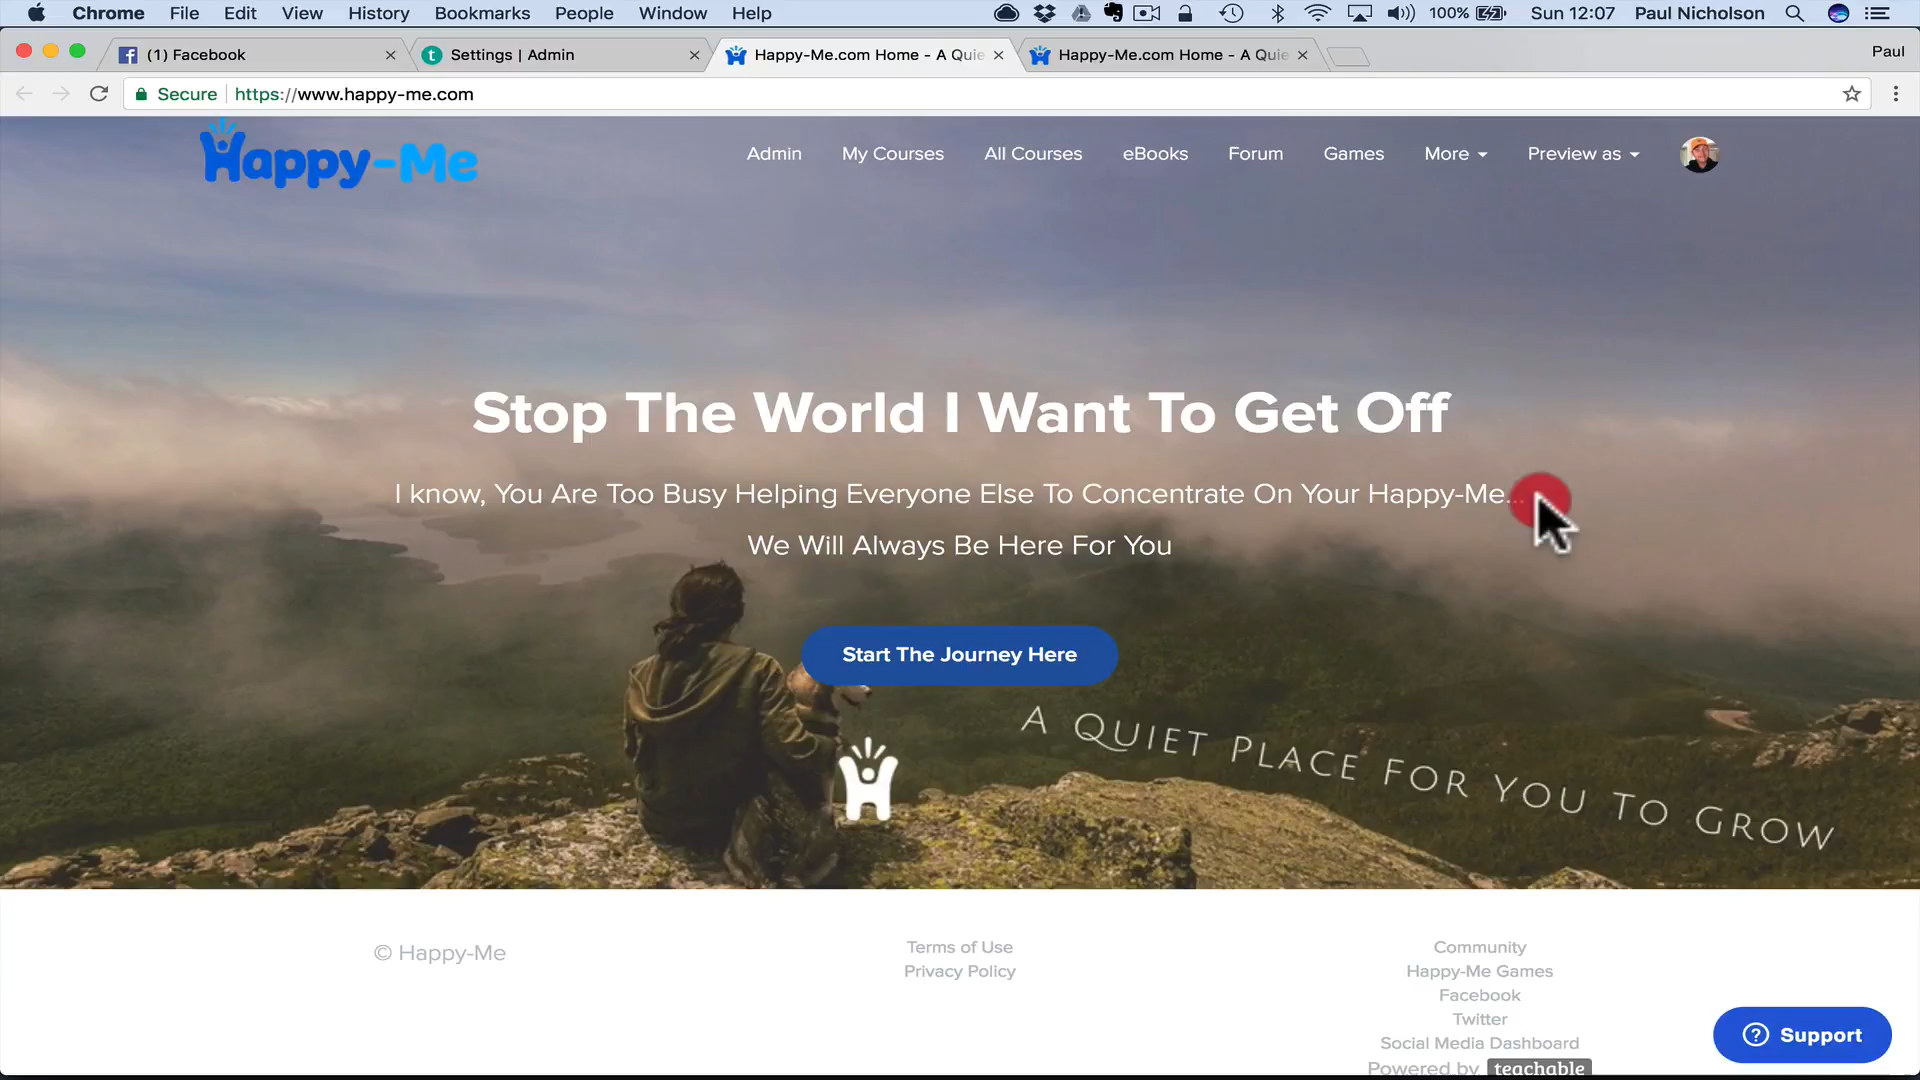 Chrome File Edit View History Bookmarks People Window Help 100% Sun 12:07 Paul Nicholson
(1) Facebook Settings | Admin Happy-Me.com Home - A Quie Happy-Me.com Home - A Quie Paul
Secure https://www.happy-me.com
Happy-Me Admin My Courses All Courses eBooks Forum Games More Preview as
Stop The World I Want To Get Off
I know, You Are Too Busy Helping Everyone Else To Concentrate On Your Happy-Me...
We Will Always Be Here For You
Start The Journey Here
A QUIET PLACE FOR YOU TO GROW
© Happy-Me
Terms of Use
Privacy Policy
Community
Happy-Me Games
Facebook
Twitter
Social Media Dashboard
Powered by teachable
Support